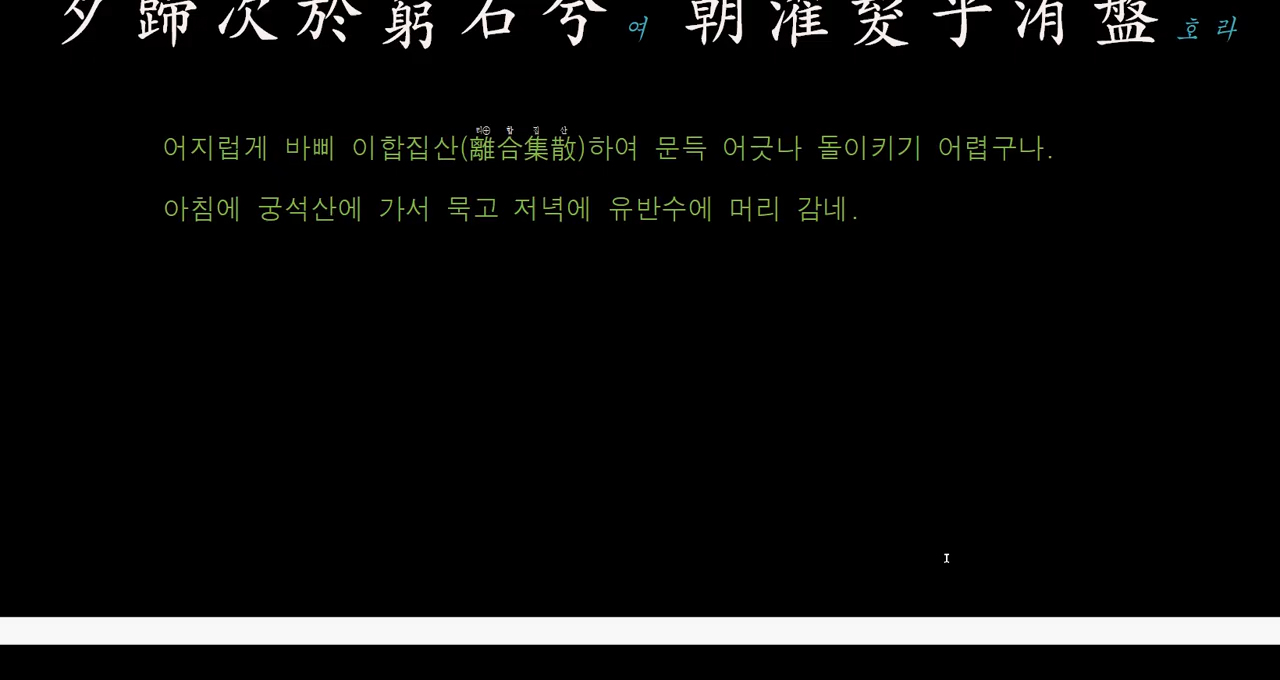 夕歸次於窮石兮여 朝濯髮乎洧盤호라
어지럽게 바삐 이합집산(離合集散)하여 문득 어긋나 돌이키기 어렵구나.
아침에 궁석산에 가서 묵고 저녁에 유반수에 머리 감네.